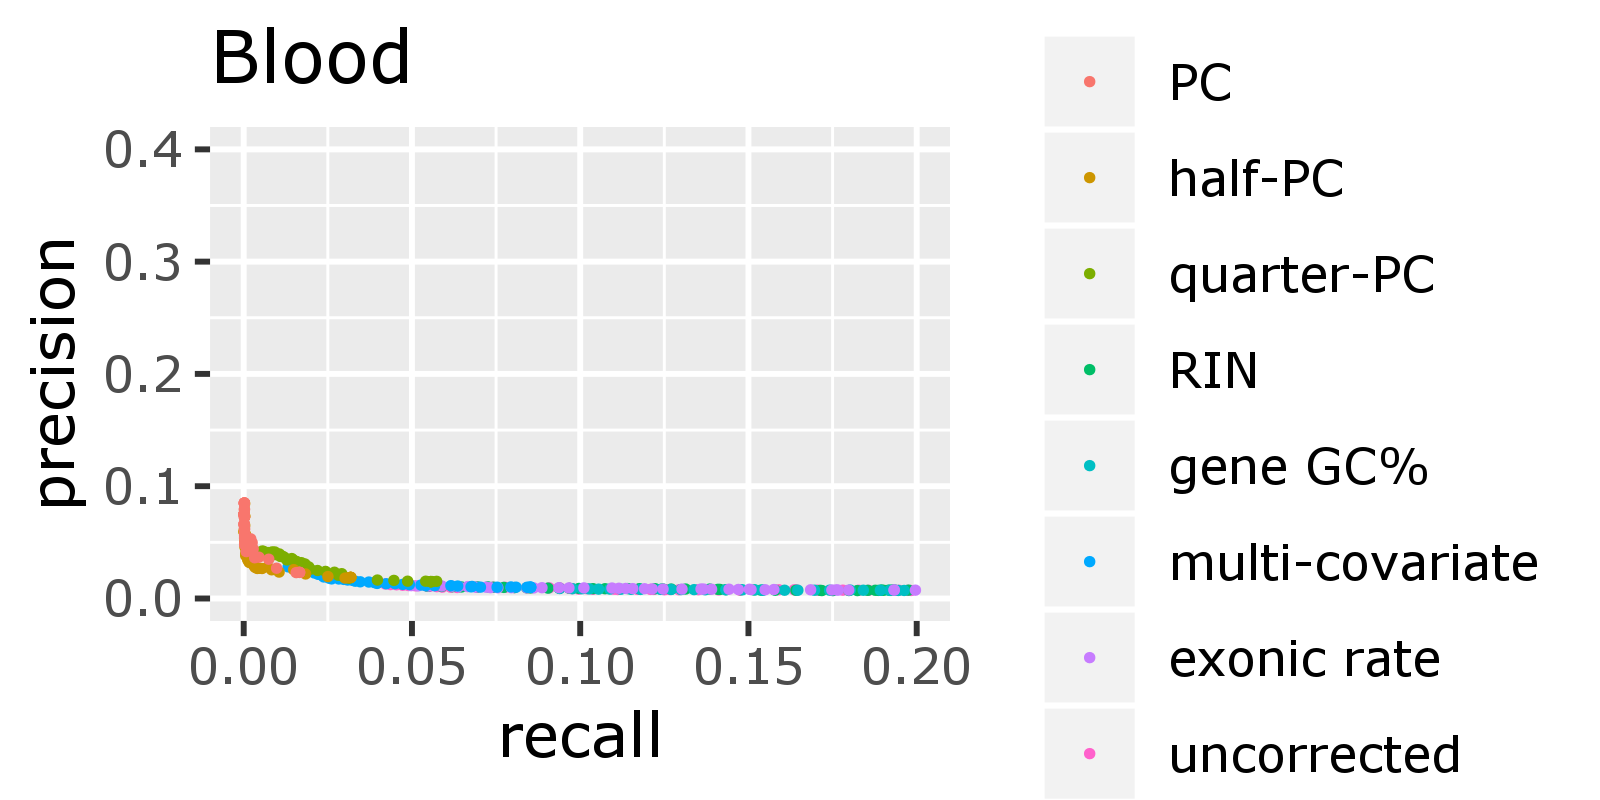 Blood
precision
0.4
0.3
0.2
0.1
0.0
0.00 0.05 0.10 0.15 0.20
recall
PC
half-PC
quarter-PC
RIN
gene GC%
multi-covariate
exonic rate
uncorrected